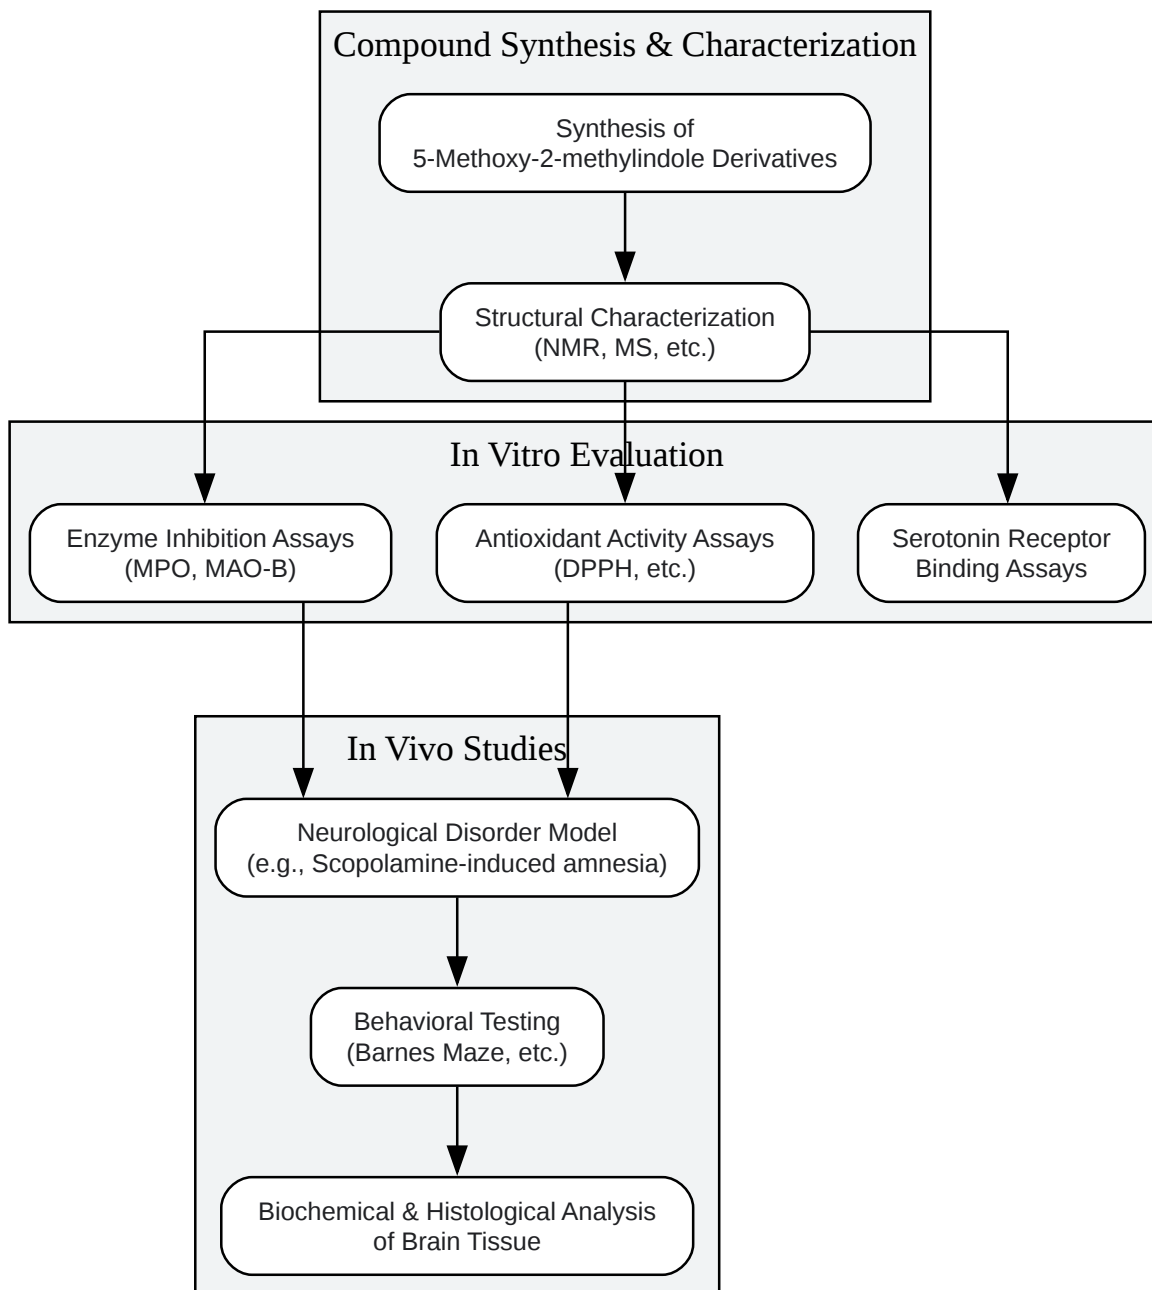 Compound Synthesis & Characterization
Synthesis of
5-Methoxy-2-methylindole Derivatives
Structural Characterization
(NMR, MS, etc.)
In Vitro Evaluation
Enzyme Inhibition Assays
(MPO, MAO-B)
Antioxidant Activity Assays
(DPPH, etc.)
Serotonin Receptor
Binding Assays
In Vivo Studies
Neurological Disorder Model
(e.g., Scopolamine-induced amnesia)
Behavioral Testing
(Barnes Maze, etc.)
Biochemical & Histological Analysis
of Brain Tissue